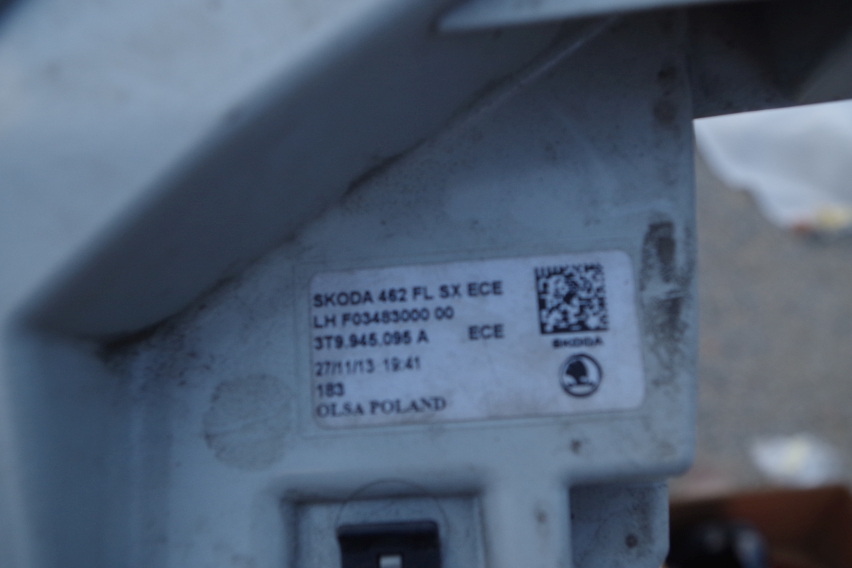 SKODA 462 FL SX ECE
LH F03483000 00
3T9.945.095 A ECE
27/11/13 19:41
183
OLSA POLAND
SKODA